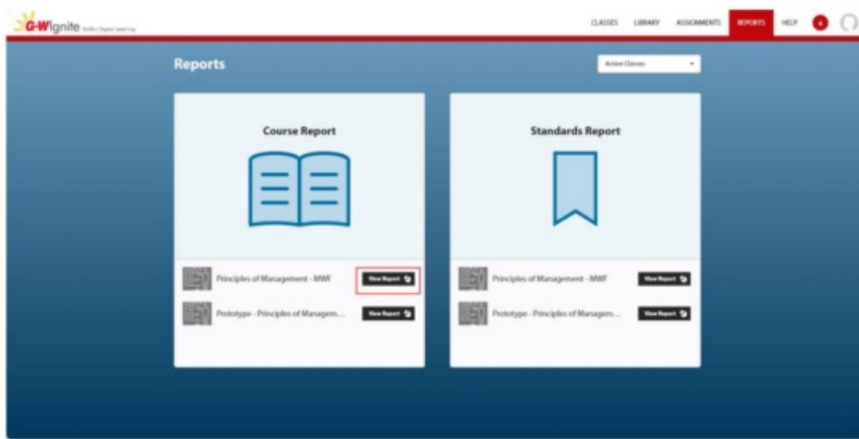 G-WIgnite
CLASSES LIBRARY ASSIGNMENTS REPORTS HELP
Reports
Active Classes
Course Report
Standards Report
Principles of Management - MWF View Report
Prototype - Principles of Managem... View Report
Principles of Management - MWF View Report
Prototype - Principles of Managem... View Report